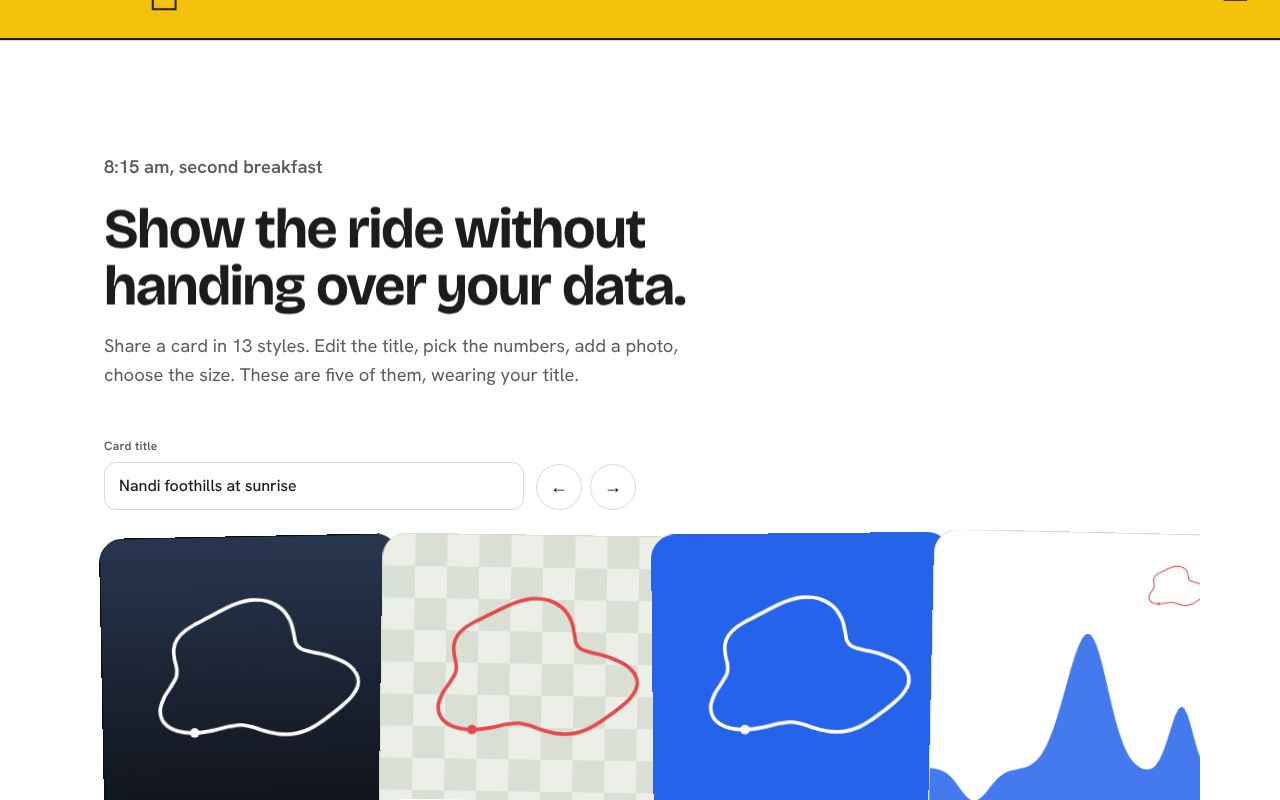 8:15 am, second breakfast
Show the ride without
handing over your data.
Share a card in 13 styles. Edit the title, pick the numbers, add a photo,
choose the size. These are five of them, wearing your title.
Card title
Nandi foothills at sunrise
← →